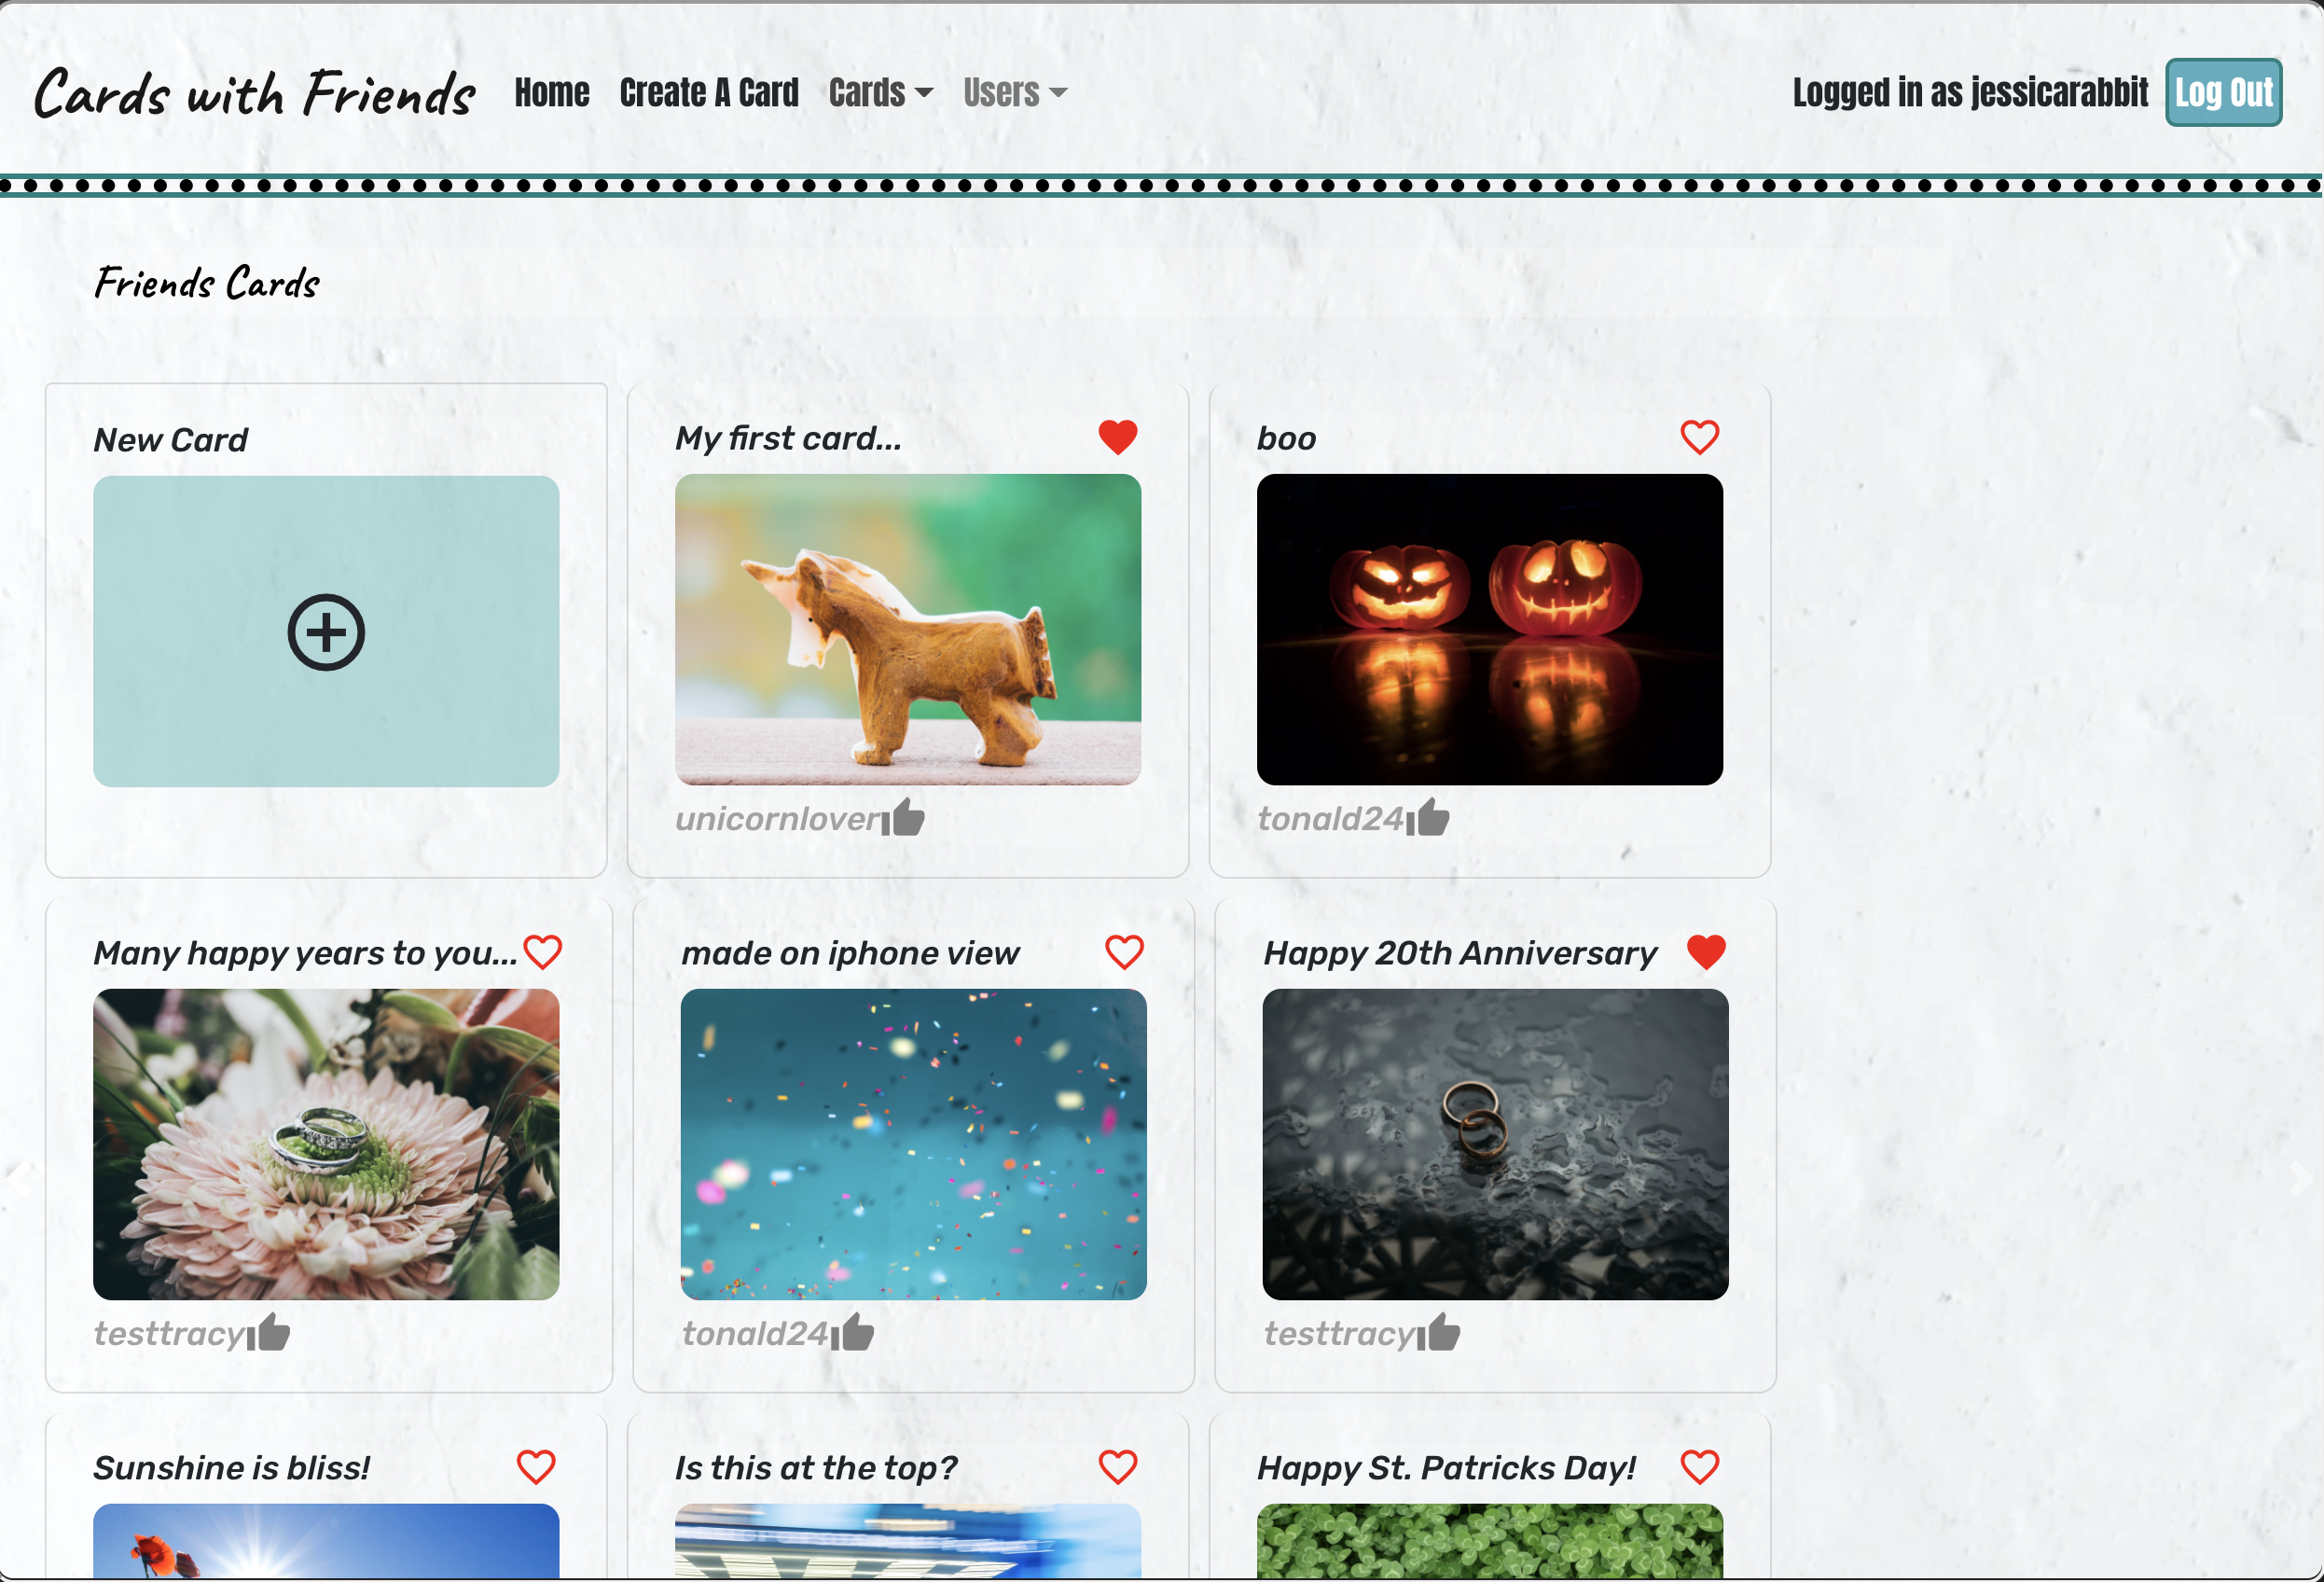 Cards with Friends Home Create A Card Cards Users Logged in as jessicarabbit Log Out
Friends Cards
New Card
My first card...
boo
unicornlover
tonald24
Many happy years to you...
made on iphone view
Happy 20th Anniversary
testtracy
tonald24
testtracy
Sunshine is bliss!
Is this at the top?
Happy St. Patricks Day!